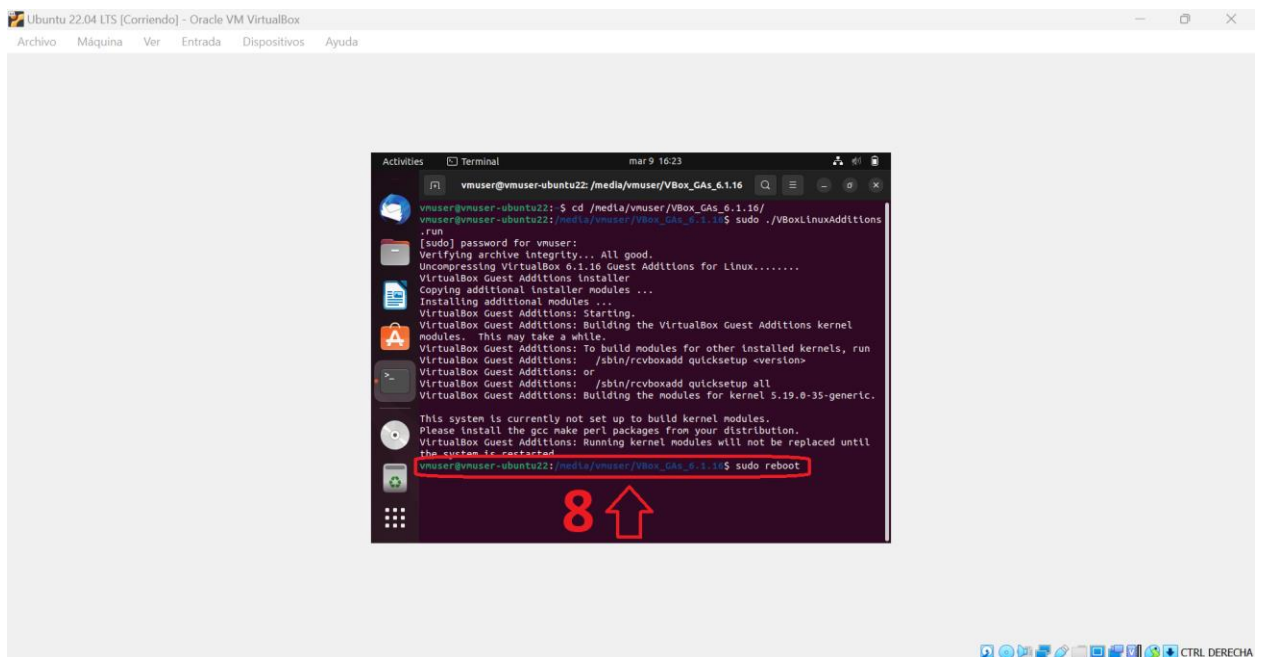 Ubuntu 22.04 LTS [Corriendo] - Oracle VM VirtualBox
Archivo Máquina Ver Entrada Dispositivos Ayuda
Activities Terminal mar 9 16:23
vmuser@vmuser-ubuntu22: /media/vmuser/VBox_GAs_6.1.16
vmuser@vmuser-ubuntu22:~$ cd /media/vmuser/VBox_GAs_6.1.16/
vmuser@vmuser-ubuntu22:/media/vmuser/VBox_GAs_6.1.16$ sudo ./VBoxLinuxAdditions
.run
[sudo] password for vmuser:
Verifying archive integrity... All good.
Uncompressing VirtualBox 6.1.16 Guest Additions for Linux........
VirtualBox Guest Additions installer
Copying additional installer modules ...
Installing additional modules ...
VirtualBox Guest Additions: Starting.
VirtualBox Guest Additions: Building the VirtualBox Guest Additions kernel
modules.  This may take a while.
VirtualBox Guest Additions: To build modules for other installed kernels, run
VirtualBox Guest Additions:   /sbin/rcvboxadd quicksetup <version>
VirtualBox Guest Additions: or
VirtualBox Guest Additions:   /sbin/rcvboxadd quicksetup all
VirtualBox Guest Additions: Building the modules for kernel 5.19.0-35-generic.
This system is currently not set up to build kernel modules.
Please install the gcc make perl packages from your distribution.
VirtualBox Guest Additions: Running kernel modules will not be replaced until
the system is restarted
vmuser@vmuser-ubuntu22:/media/vmuser/VBox_GAs_6.1.16$ sudo reboot
8
CTRL DERECHA